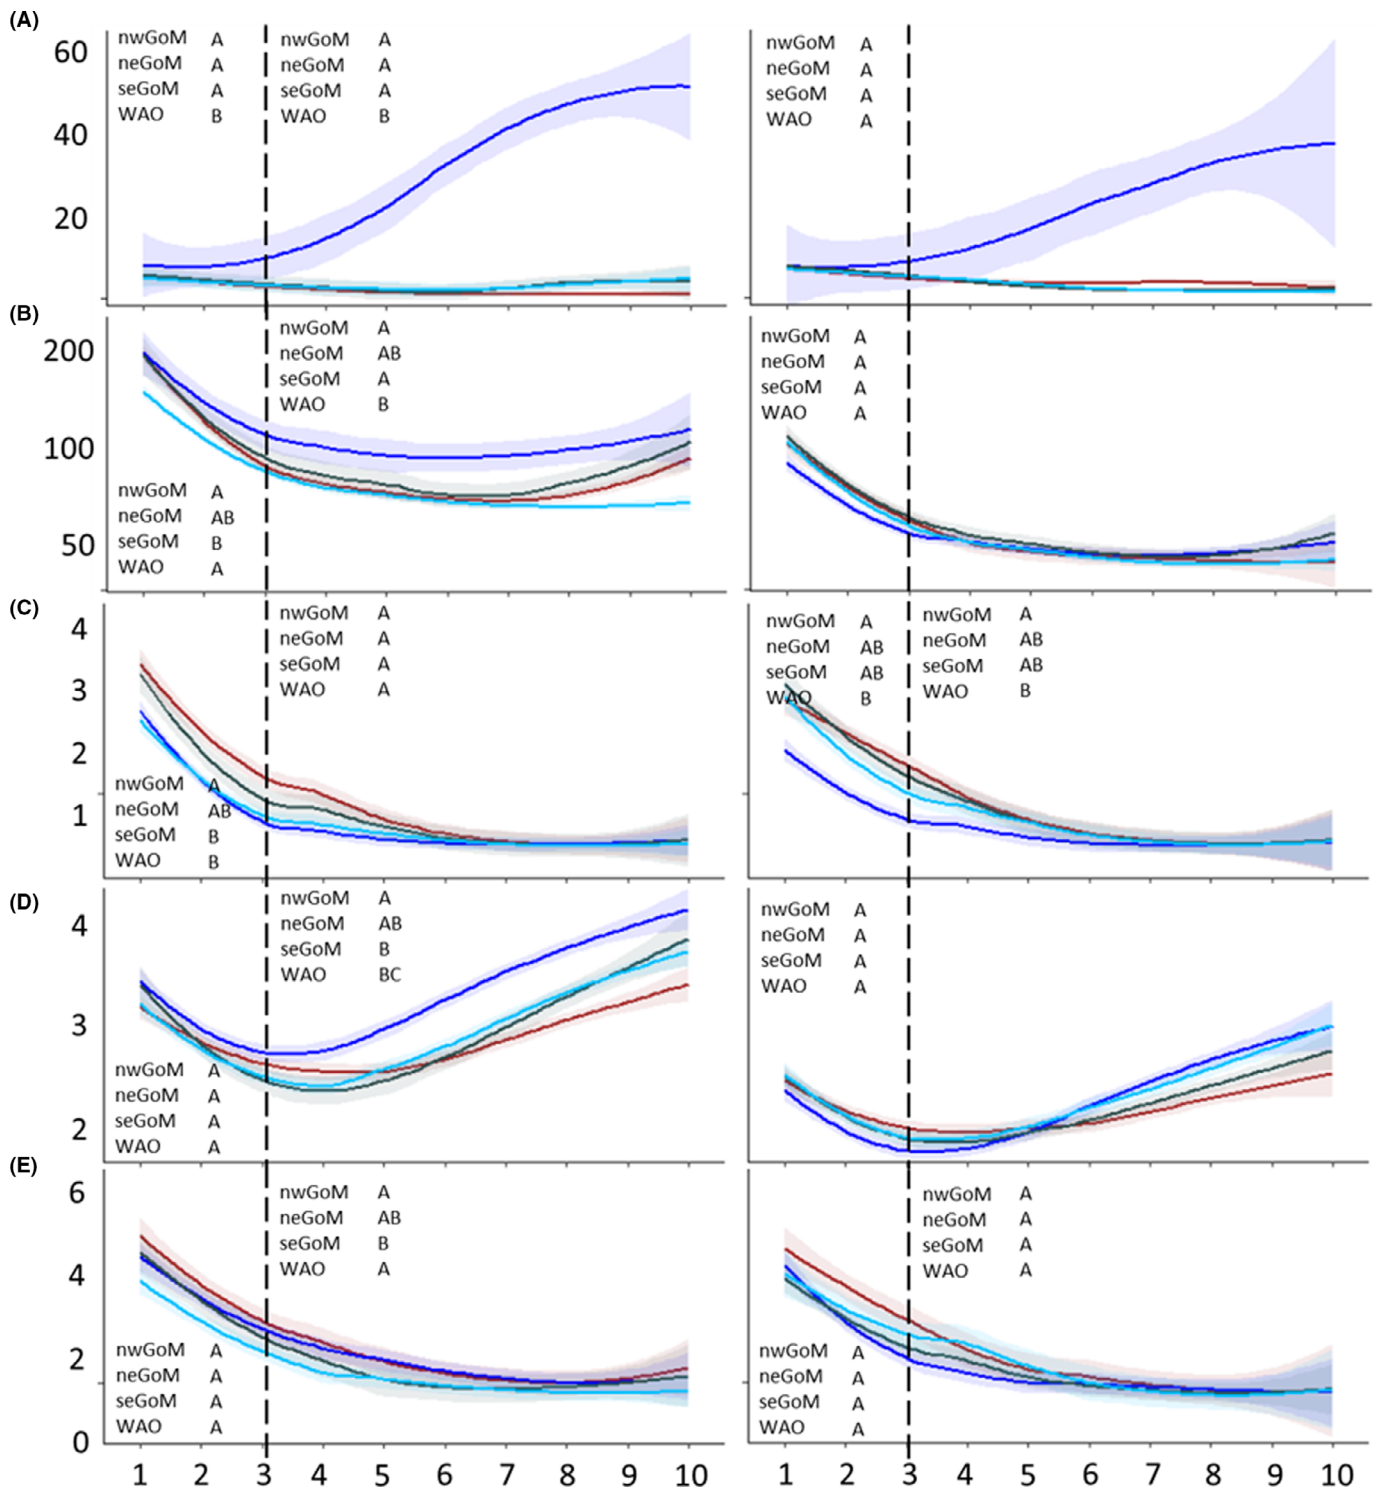 (A)
60
40
20
nwGoM A
neGoM A
seGoM A
WAO B
nwGoM A
neGoM A
seGoM A
WAO B
nwGoM A
neGoM A
seGoM A
WAO A
(B)
200
100
50
nwGoM A
neGoM AB
seGoM A
WAO B
nwGoM A
neGoM AB
seGoM B
WAO A
nwGoM A
neGoM A
seGoM A
WAO A
(C)
4
3
2
1
nwGoM A
neGoM A
seGoM A
WAO A
nwGoM A
neGoM AB
seGoM B
WAO B
nwGoM A
neGoM AB
seGoM AB
WAO B
nwGoM A
neGoM AB
seGoM AB
WAO B
(D)
4
3
2
nwGoM A
neGoM AB
seGoM B
WAO BC
nwGoM A
neGoM A
seGoM A
WAO A
nwGoM A
neGoM A
seGoM A
WAO A
(E)
6
4
2
0
nwGoM A
neGoM AB
seGoM B
WAO A
nwGoM A
neGoM A
seGoM A
WAO A
nwGoM A
neGoM A
seGoM A
WAO A
nwGoM A
neGoM A
seGoM A
WAO A
1 2 3 4 5 6 7 8 9 10
1 2 3 4 5 6 7 8 9 10